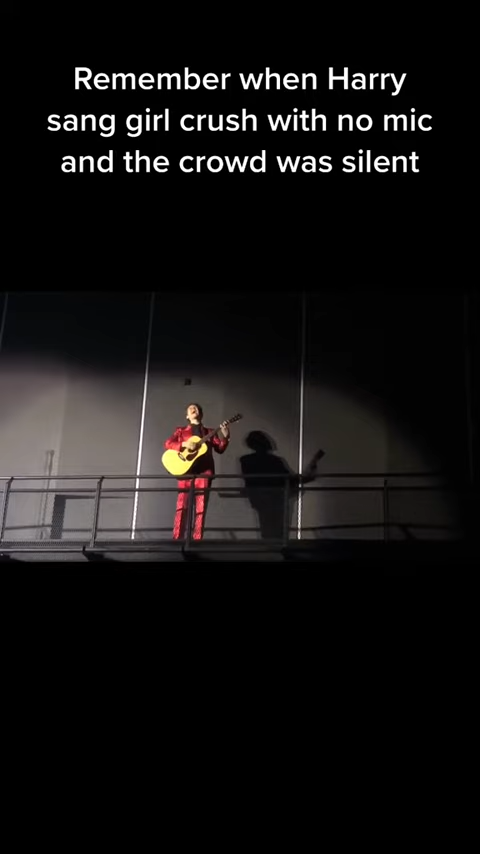 Remember when Harry
sang girl crush with no mic
and the crowd was silent